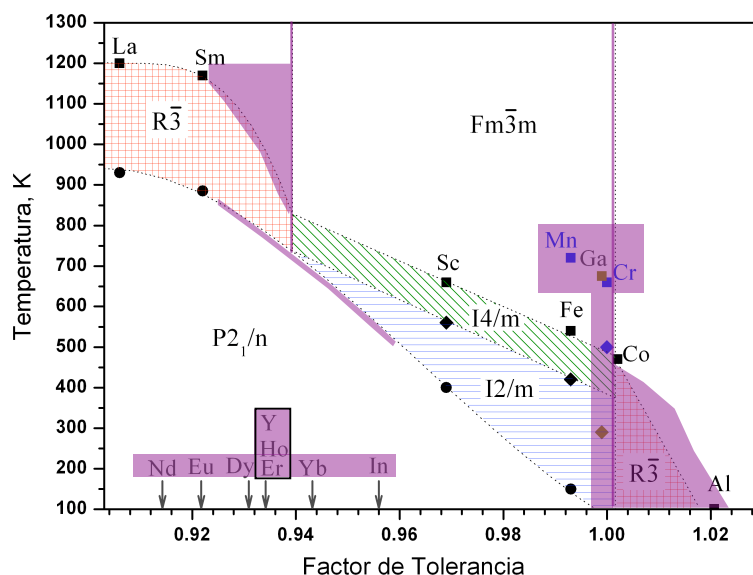 1300
1200
1100
1000
900
800
700
600
500
400
300
200
100
Temperatura, K
La
Sm
R3̅
Fm3̅m
Mn
Ga
Cr
Sc
Fe
I4/m
Co
I2/m
P2₁/n
Y
Ho
Nd Eu Dy Er Yb In
R3̅
Al
0.92 0.94 0.96 0.98 1.00 1.02
Factor de Tolerancia